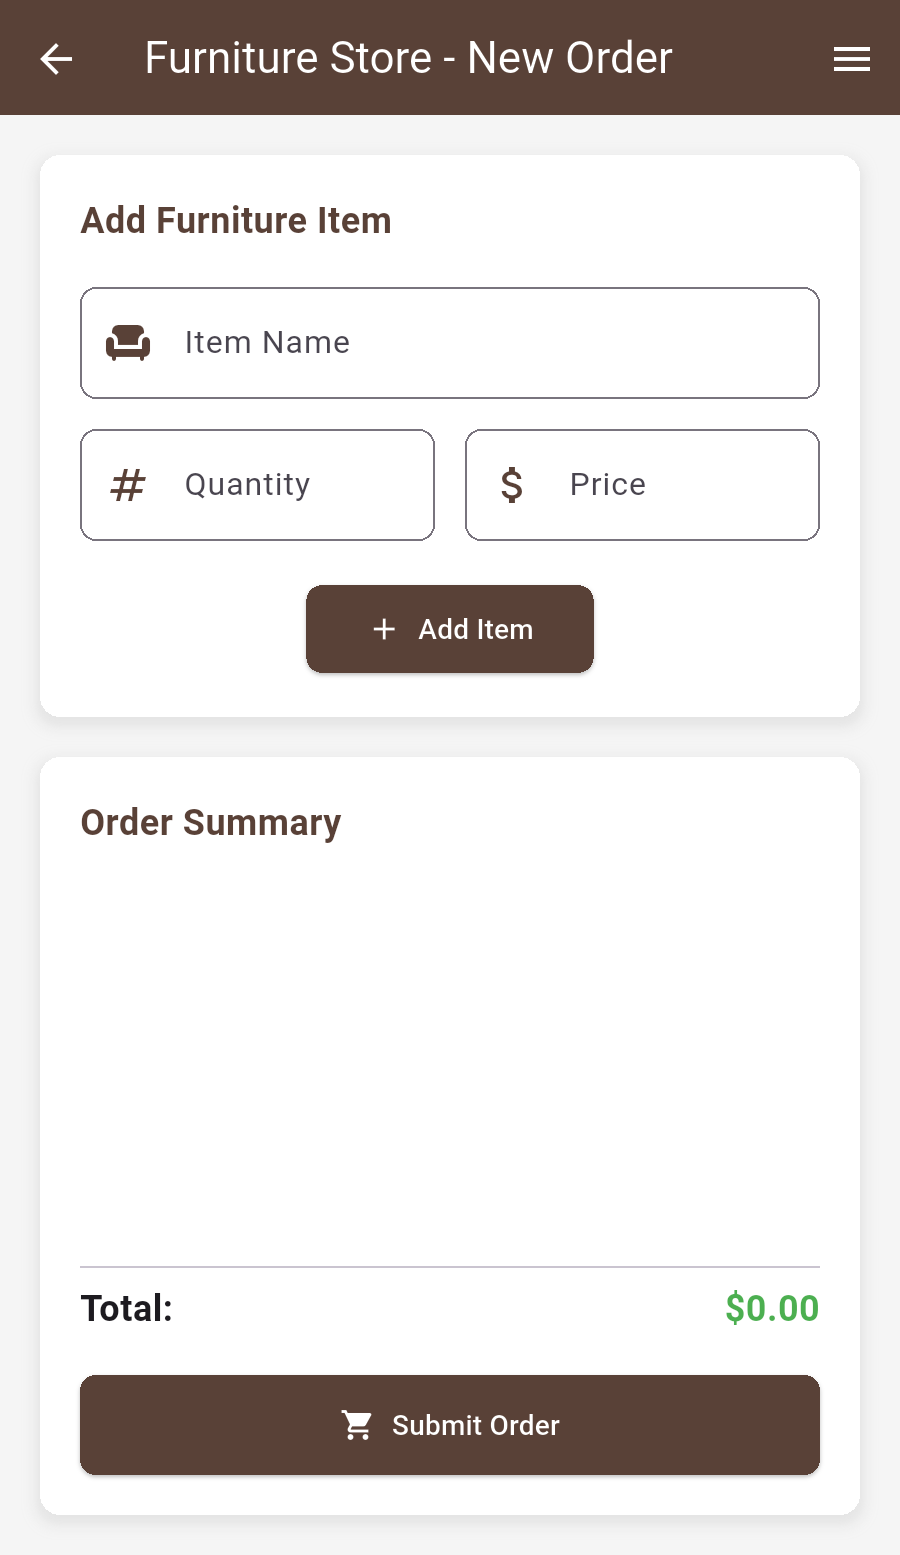 Furniture Store - New Order
Add Furniture Item
Item Name
# Quantity
$ Price
+ Add Item
Order Summary
Total: $0.00
Submit Order